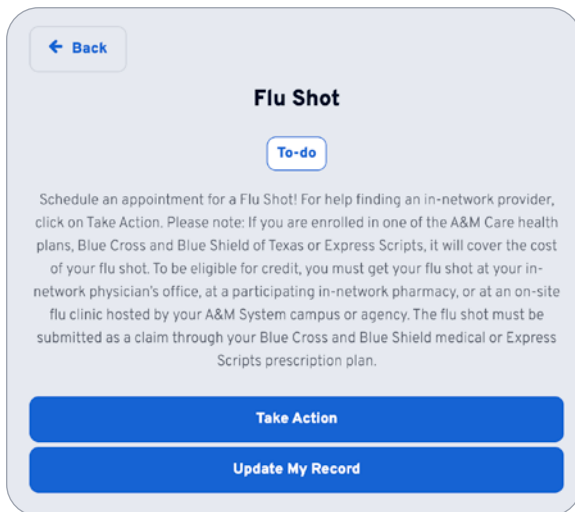 Back
Flu Shot
To-do
Schedule an appointment for a Flu Shot! For help finding an in-network provider,
click on Take Action. Please note: If you are enrolled in one of the A&M Care health
plans, Blue Cross and Blue Shield of Texas or Express Scripts, it will cover the cost
of your flu shot. To be eligible for credit, you must get your flu shot at your in-
network physician's office, at a participating in-network pharmacy, or at an on-site
flu clinic hosted by your A&M System campus or agency. The flu shot must be
submitted as a claim through your Blue Cross and Blue Shield medical or Express
Scripts prescription plan.
Take Action
Update My Record